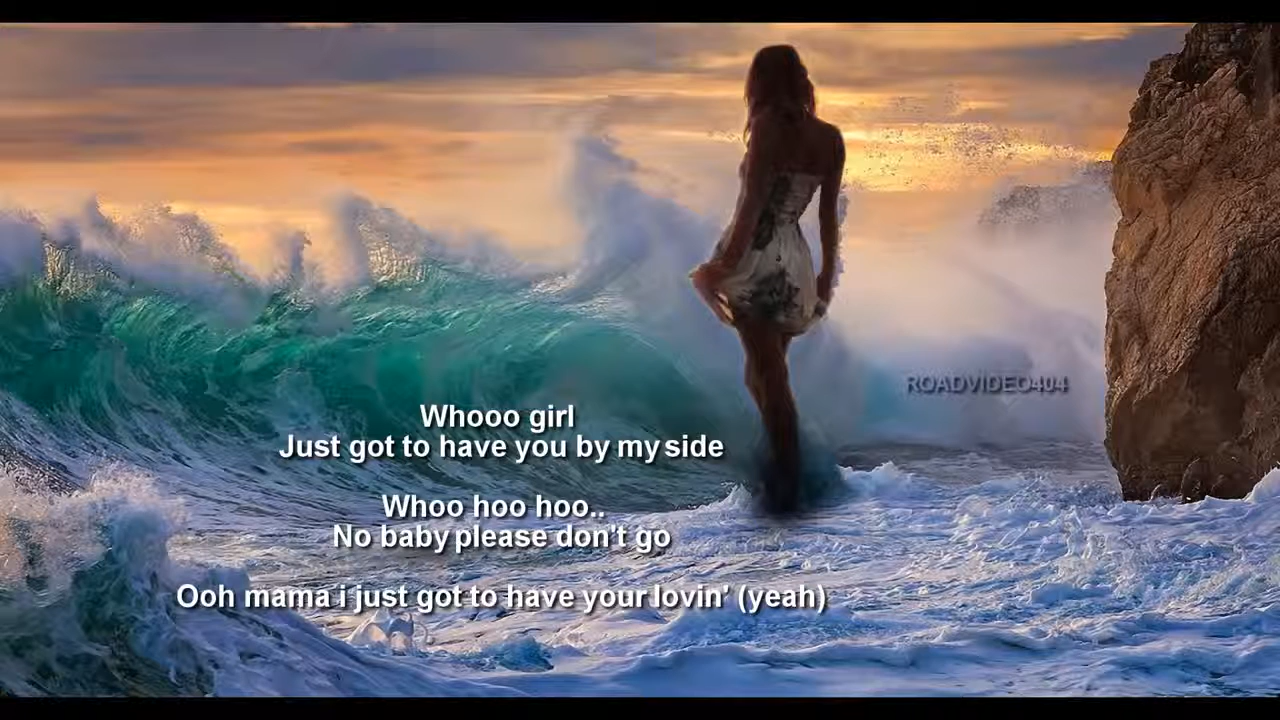 ROADVIDEO404
Whooo girl
Just got to have you by my side
Whoo hoo hoo..
No baby please don't go
Ooh mama i just got to have your lovin' (yeah)